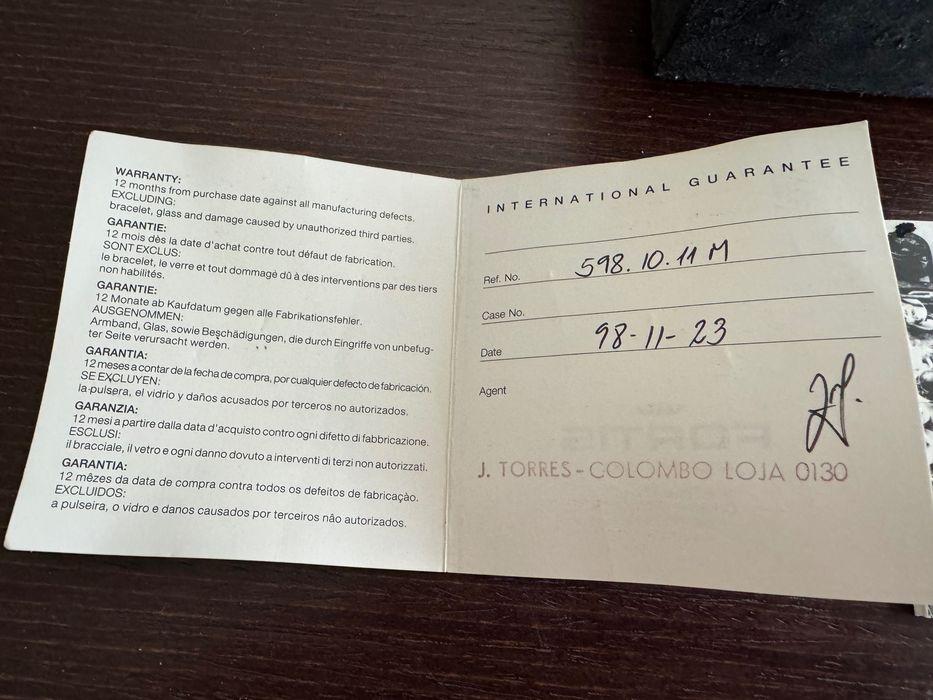 WARRANTY:
12 months from purchase date against all manufacturing defects.
EXCLUDING:
bracelet, glass and damage caused by unauthorized third parties.
GARANTIE:
12 mois dès la date d'achat contre tout défaut de fabrication.
SONT EXCLUS:
le bracelet, le verre et tout dommage dû à des interventions par des tiers
non habilités.
GARANTIE:
12 Monate ab Kaufdatum gegen alle Fabrikationsfehler.
AUSGENOMMEN:
Armband, Glas, sowie Beschädigungen, die durch Eingriffe von unbefug-
ter Seite verursacht werden.
GARANTIA:
12 meses a contar de la fecha de compra, por cualquier defecto de fabricación.
SE EXCLUYEN:
la pulsera, el vidrio y daños acusados por terceros no autorizados.
GARANZIA:
12 mesi a partire dalla data d'acquisto contro ogni difetto di fabbricazione.
ESCLUSI:
il bracciale, il vetro e ogni danno dovuto a interventi di terzi non autorizzati.
GARANTIA:
12 mêzes da data de compra contra todos os defeitos de fabricaçào.
EXCLUIDOS:
a pulseira, o vidro e danos causados por terceiros não autorizados.
INTERNATIONAL GUARANTEE
Ref. No. 598.10.11 M
Case No.
Date 98-11-23
Agent
FORTIS
J. TORRES - COLOMBO LOJA 0130